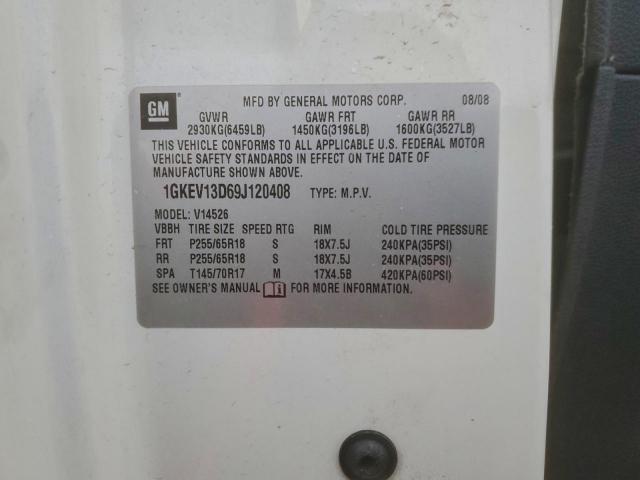 GM MFD BY GENERAL MOTORS CORP. 08/08
GVWR GAWR FRT GAWR RR
2930KG(6459LB) 1450KG(3196LB) 1600KG(3527LB)
THIS VEHICLE CONFORMS TO ALL APPLICABLE U.S. FEDERAL MOTOR
VEHICLE SAFETY STANDARDS IN EFFECT ON THE DATE OF
MANUFACTURE SHOWN ABOVE.
1GKEV13D69J120408 TYPE: M.P.V.
MODEL: V14526
VBBH TIRE SIZE SPEED RTG RIM COLD TIRE PRESSURE
FRT P255/65R18 S 18X7.5J 240KPA(35PSI)
RR P255/65R18 S 18X7.5J 240KPA(35PSI)
SPA T145/70R17 M 17X4.5B 420KPA(60PSI)
SEE OWNER'S MANUAL i FOR MORE INFORMATION.